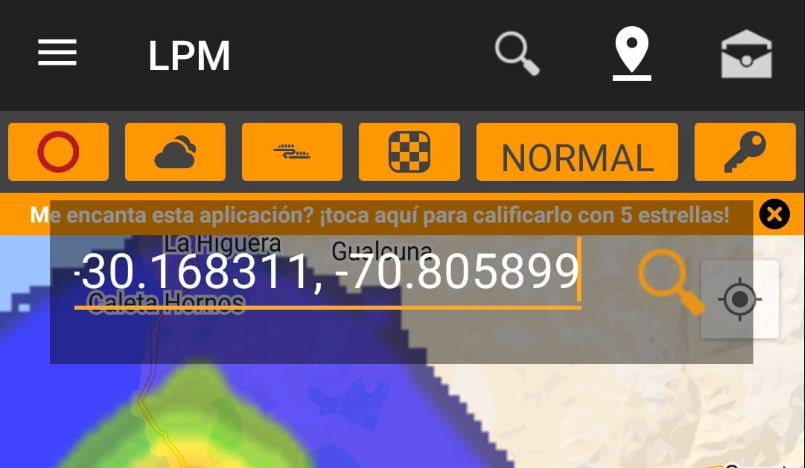 LPM
NORMAL
Me encanta esta aplicación? ¡toca aquí para calificarlo con 5 estrellas!
La Higuera
Gualcuna
-30.168311, -70.805899
Caleta Hornos